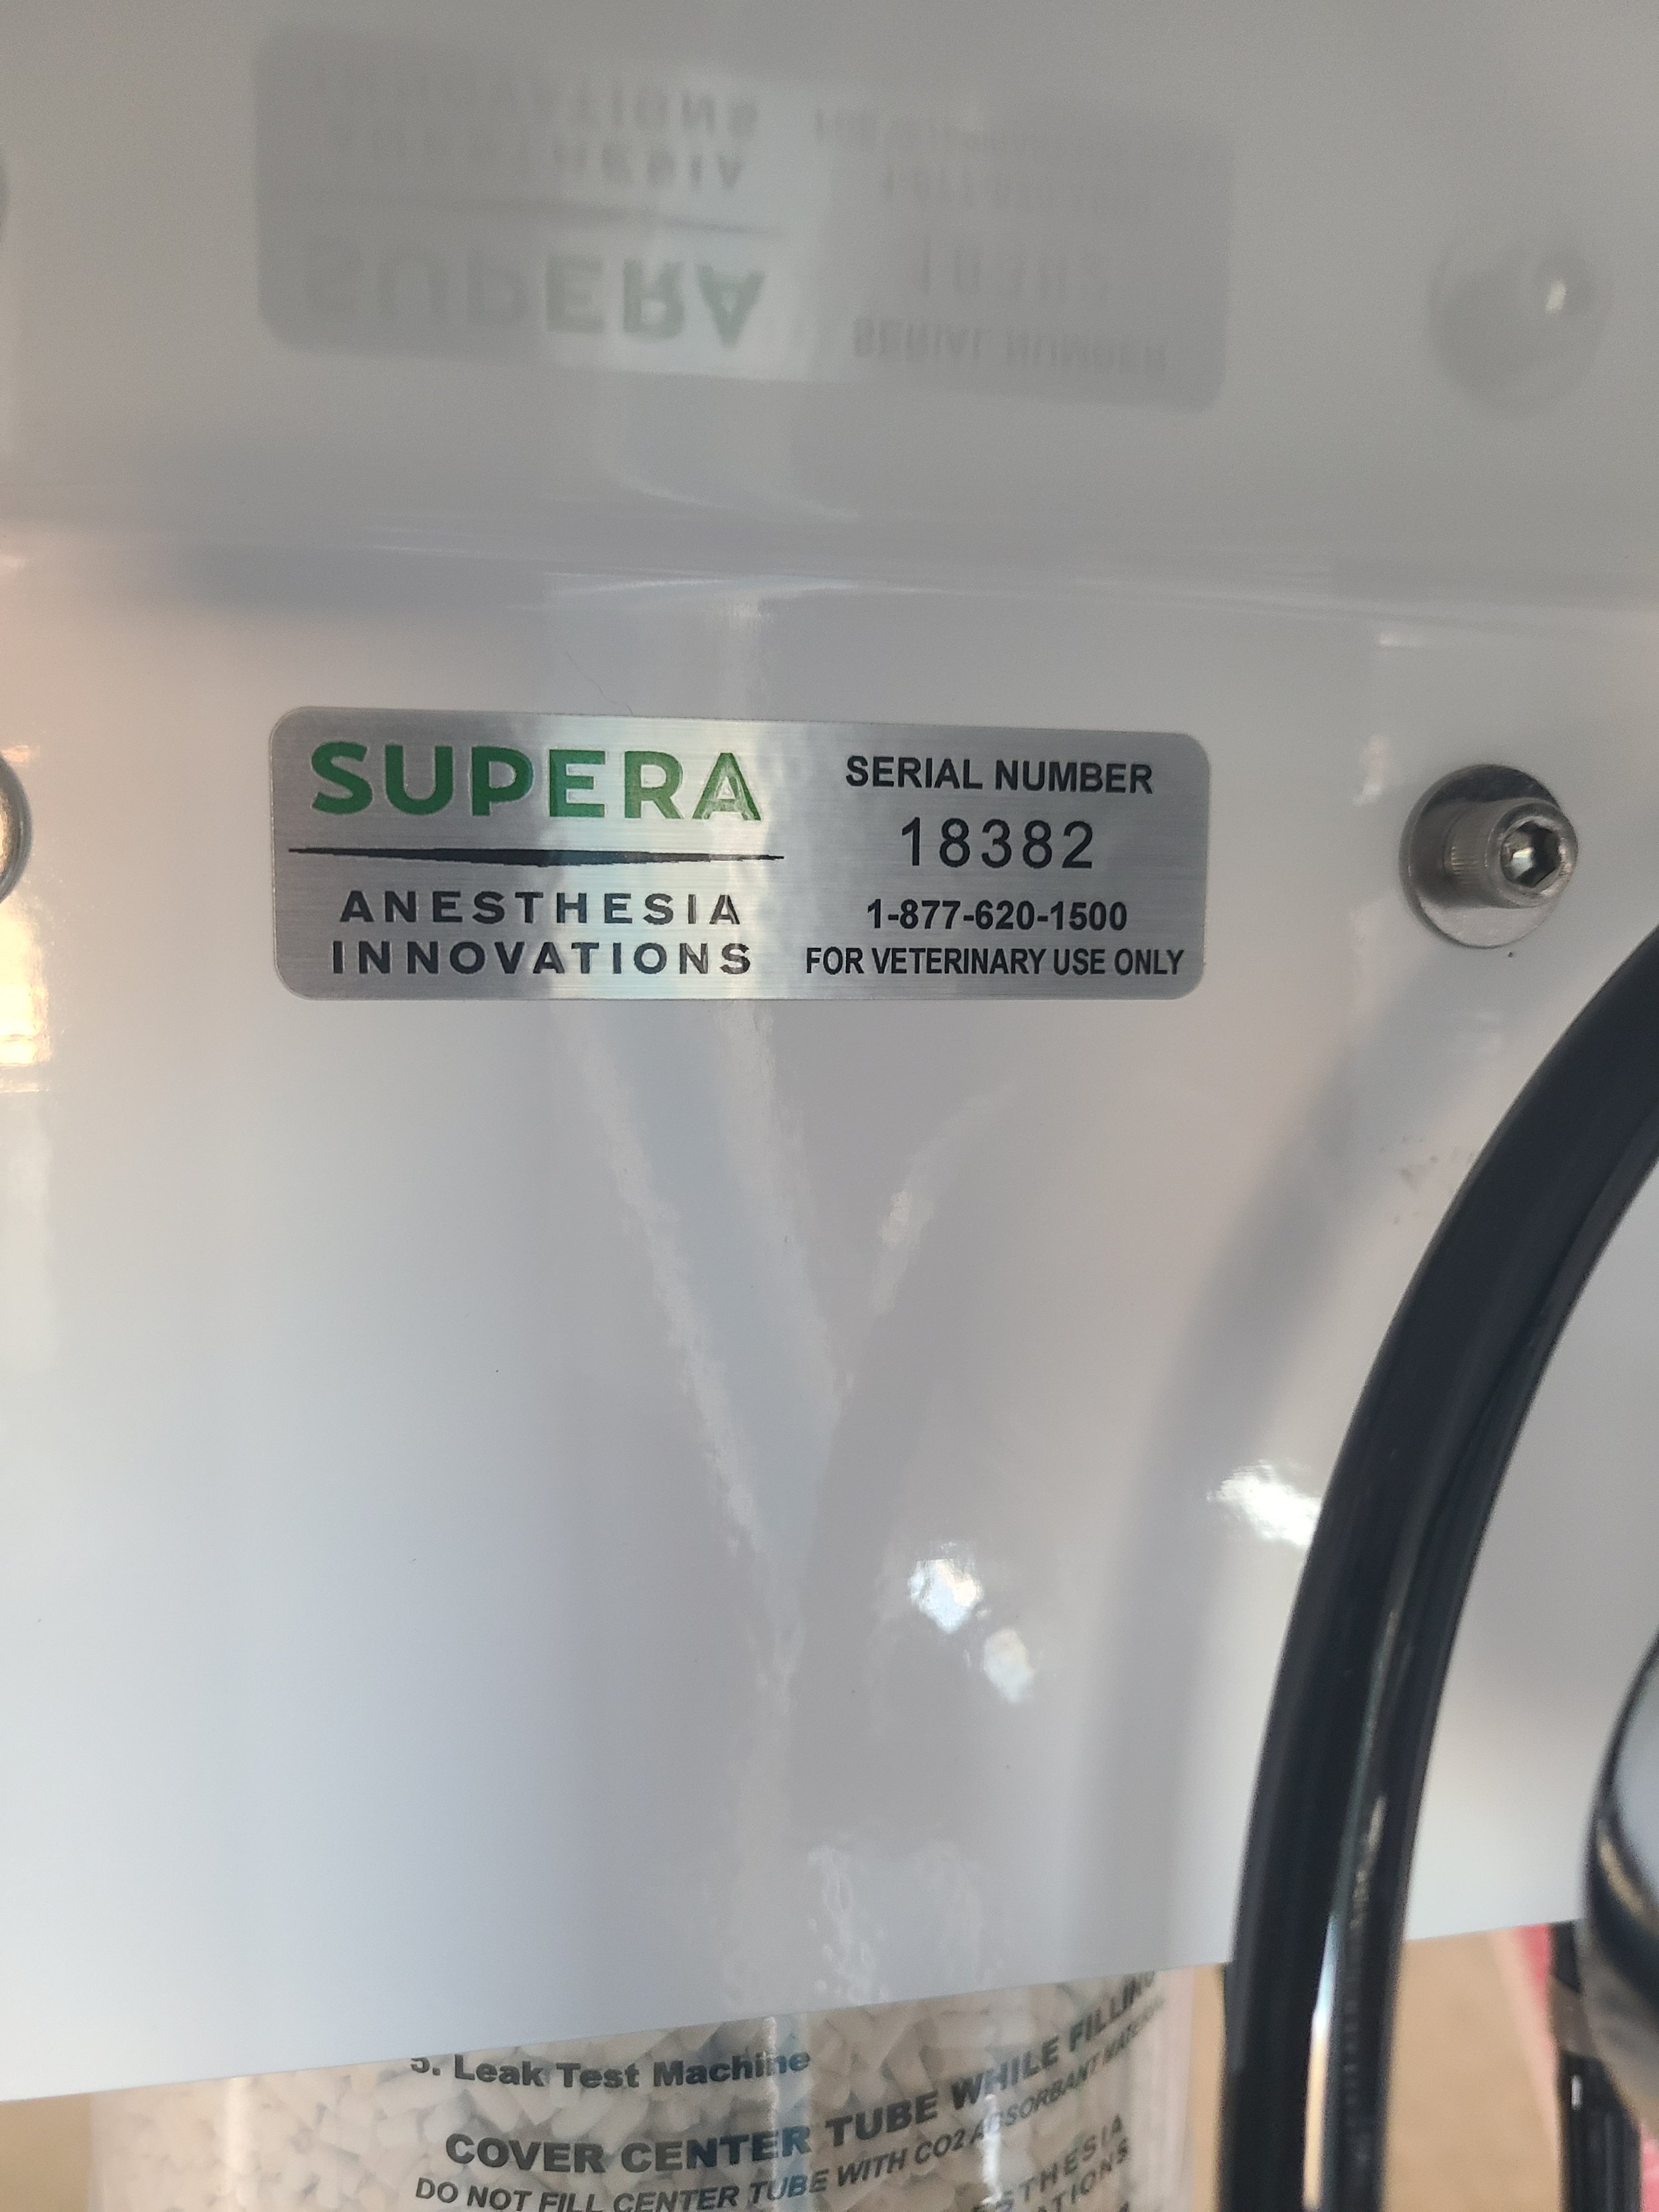 SUPERA
ANESTHESIA
INNOVATIONS
SERIAL NUMBER
18382
1-877-620-1500
FOR VETERINARY USE ONLY
5. Leak Test Machine
COVER CENTER TUBE WHILE FILLING
DO NOT FILL CENTER TUBE WITH CO2 ABSORBANT